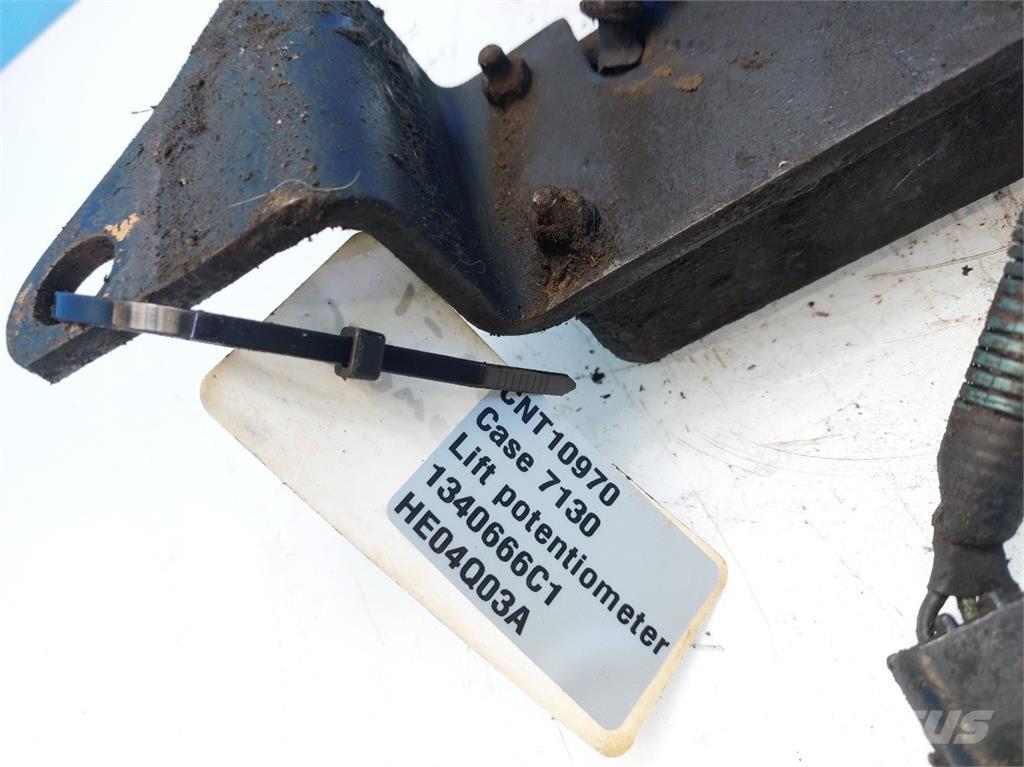 CNT10970
Case 7130
Lift potentiometer
1340666C1
HE04Q03A